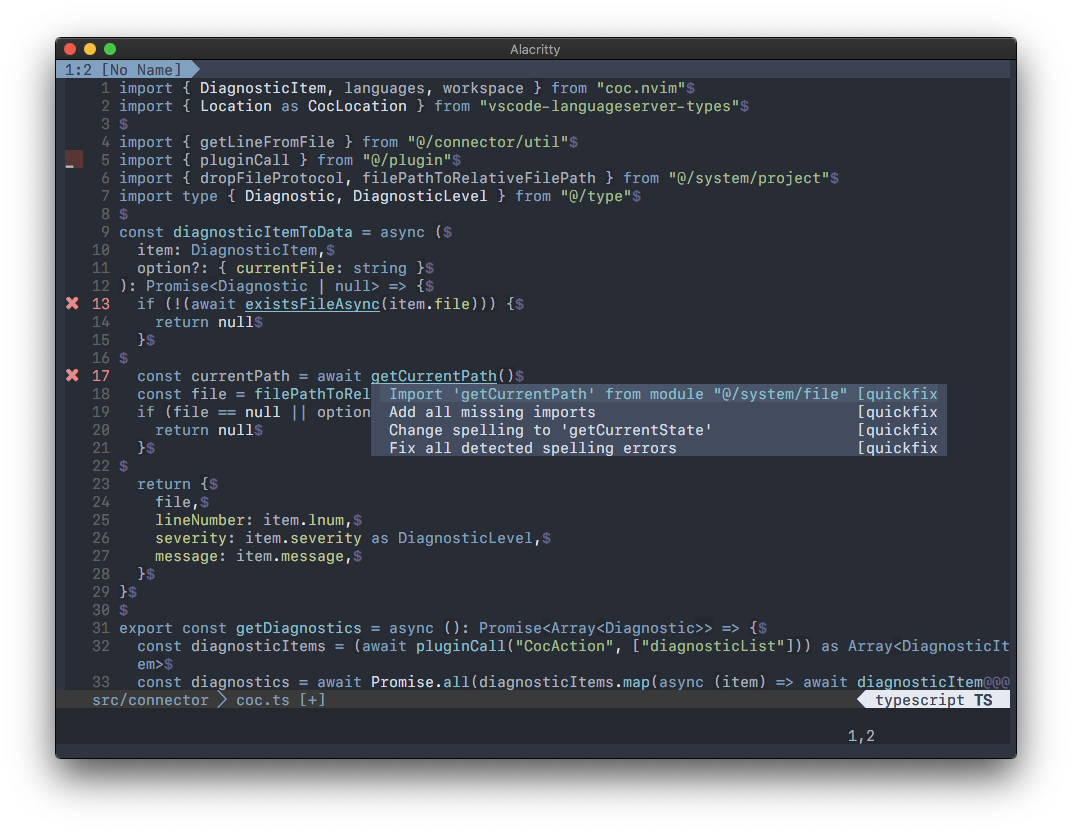 Alacritty
1:2 [No Name]
1 import { DiagnosticItem, languages, workspace } from "coc.nvim"$
2 import { Location as CocLocation } from "vscode-languageserver-types"$
3 $
4 import { getLineFromFile } from "@/connector/util"$
5 import { pluginCall } from "@/plugin"$
6 import { dropFileProtocol, filePathToRelativeFilePath } from "@/system/project"$
7 import type { Diagnostic, DiagnosticLevel } from "@/type"$
8 $
9 const diagnosticItemToData = async ($
10   item: DiagnosticItem,$
11   option?: { currentFile: string }$
12 ): Promise<Diagnostic | null> => {$
✖ 13   if (!(await existsFileAsync(item.file))) {$
14     return null$
15   }$
16 $
✖ 17   const currentPath = await getCurrentPath()$
18   const file = filePathToRel Import 'getCurrentPath' from module "@/system/file" [quickfix
19   if (file == null || option Add all missing imports [quickfix
20     return null$ Change spelling to 'getCurrentState' [quickfix
21   }$ Fix all detected spelling errors [quickfix
22 $
23   return {$
24     file,$
25     lineNumber: item.lnum,$
26     severity: item.severity as DiagnosticLevel,$
27     message: item.message,$
28   }$
29 }$
30 $
31 export const getDiagnostics = async (): Promise<Array<Diagnostic>> => {$
32   const diagnosticItems = (await pluginCall("CocAction", ["diagnosticList"])) as Array<DiagnosticIt
em>$
33   const diagnostics = await Promise.all(diagnosticItems.map(async (item) => await diagnosticItem@@@
src/connector coc.ts [+] typescript TS
1,2